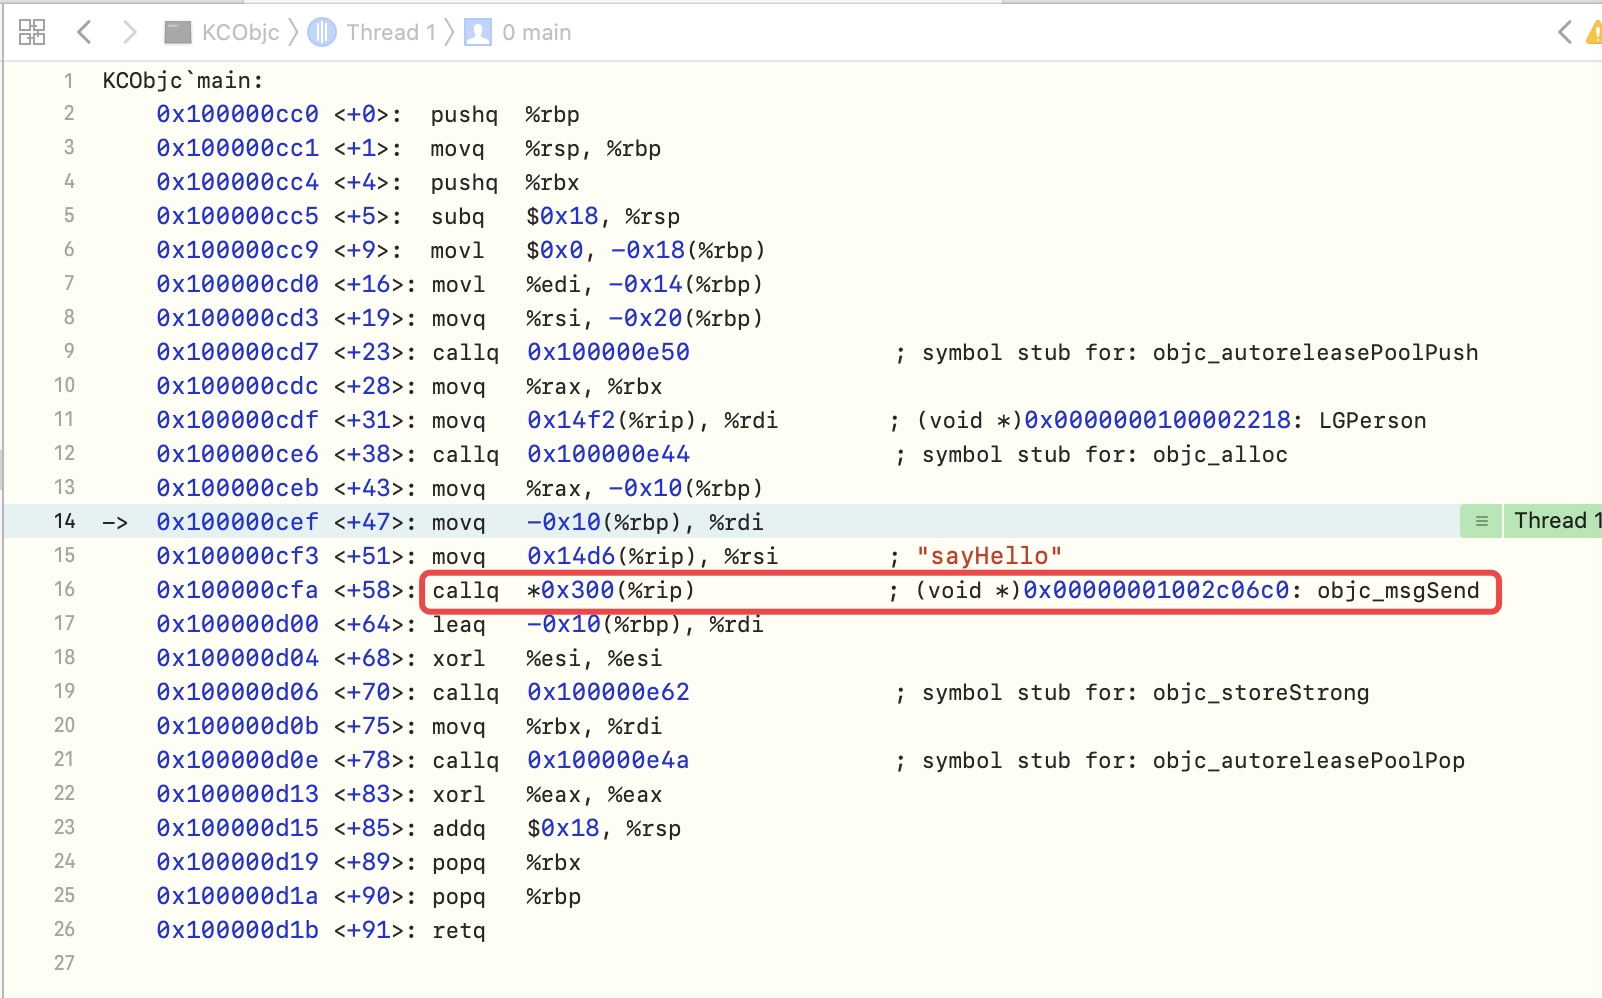 KCObjc Thread 1 0 main
1 KCObjc`main:
2 0x100000cc0 <+0>: pushq %rbp
3 0x100000cc1 <+1>: movq %rsp, %rbp
4 0x100000cc4 <+4>: pushq %rbx
5 0x100000cc5 <+5>: subq $0x18, %rsp
6 0x100000cc9 <+9>: movl $0x0, -0x18(%rbp)
7 0x100000cd0 <+16>: movl %edi, -0x14(%rbp)
8 0x100000cd3 <+19>: movq %rsi, -0x20(%rbp)
9 0x100000cd7 <+23>: callq 0x100000e50 ; symbol stub for: objc_autoreleasePoolPush
10 0x100000cdc <+28>: movq %rax, %rbx
11 0x100000cdf <+31>: movq 0x14f2(%rip), %rdi ; (void *)0x0000000100002218: LGPerson
12 0x100000ce6 <+38>: callq 0x100000e44 ; symbol stub for: objc_alloc
13 0x100000ceb <+43>: movq %rax, -0x10(%rbp)
14 -> 0x100000cef <+47>: movq -0x10(%rbp), %rdi Thread 1
15 0x100000cf3 <+51>: movq 0x14d6(%rip), %rsi ; "sayHello"
16 0x100000cfa <+58>: callq *0x300(%rip) ; (void *)0x00000001002c06c0: objc_msgSend
17 0x100000d00 <+64>: leaq -0x10(%rbp), %rdi
18 0x100000d04 <+68>: xorl %esi, %esi
19 0x100000d06 <+70>: callq 0x100000e62 ; symbol stub for: objc_storeStrong
20 0x100000d0b <+75>: movq %rbx, %rdi
21 0x100000d0e <+78>: callq 0x100000e4a ; symbol stub for: objc_autoreleasePoolPop
22 0x100000d13 <+83>: xorl %eax, %eax
23 0x100000d15 <+85>: addq $0x18, %rsp
24 0x100000d19 <+89>: popq %rbx
25 0x100000d1a <+90>: popq %rbp
26 0x100000d1b <+91>: retq
27